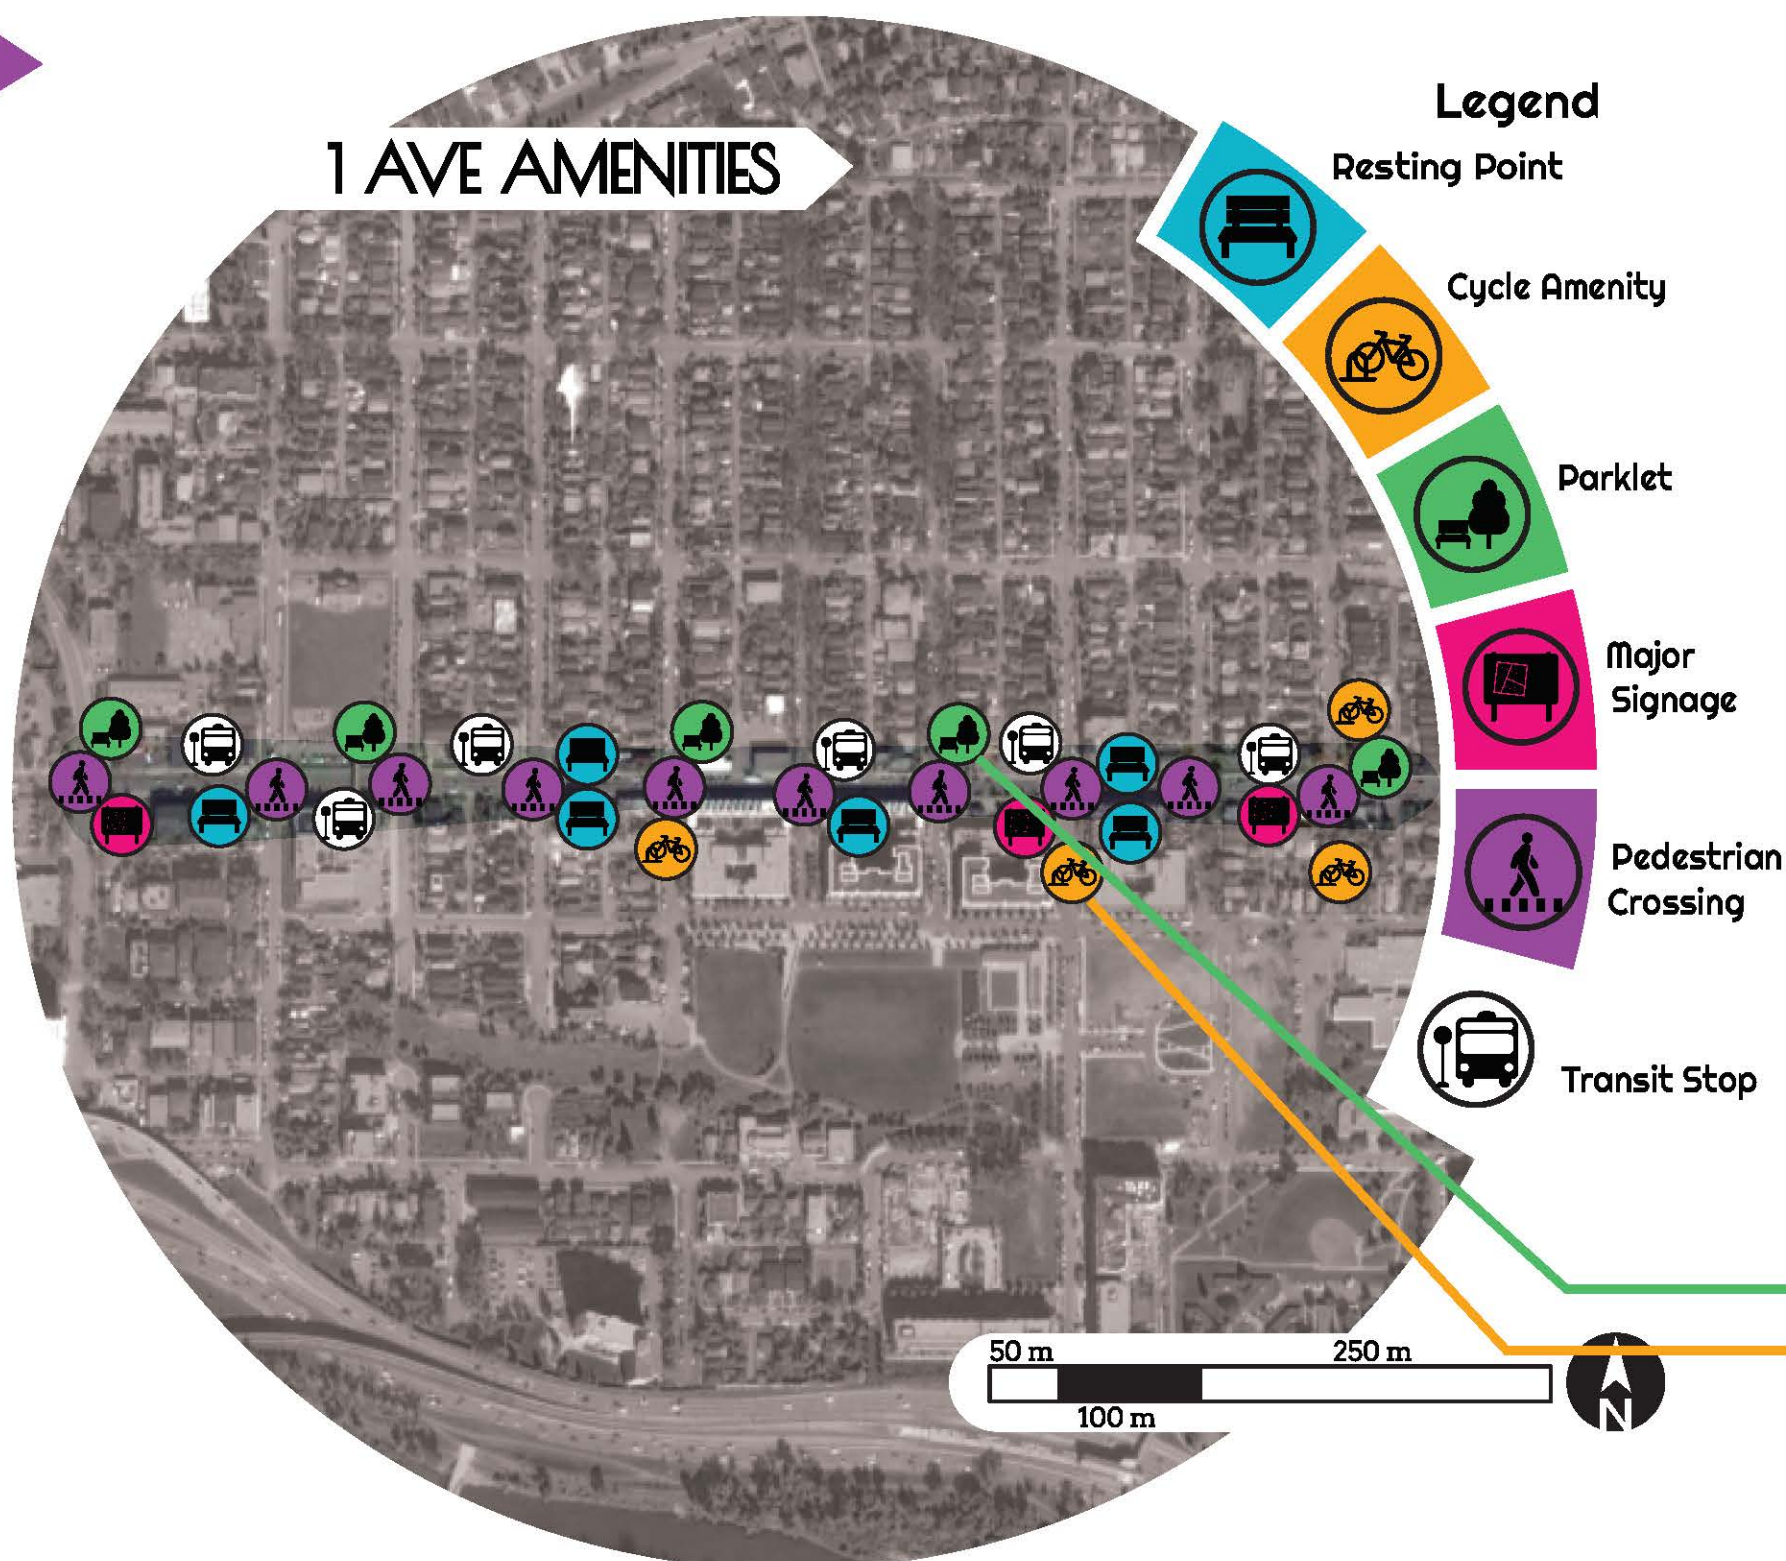 1 AVE AMENITIES
Legend
Resting Point
Cycle Amenity
Parklet
Major
Signage
Pedestrian
Crossing
Transit Stop
50 m
250 m
100 m
N